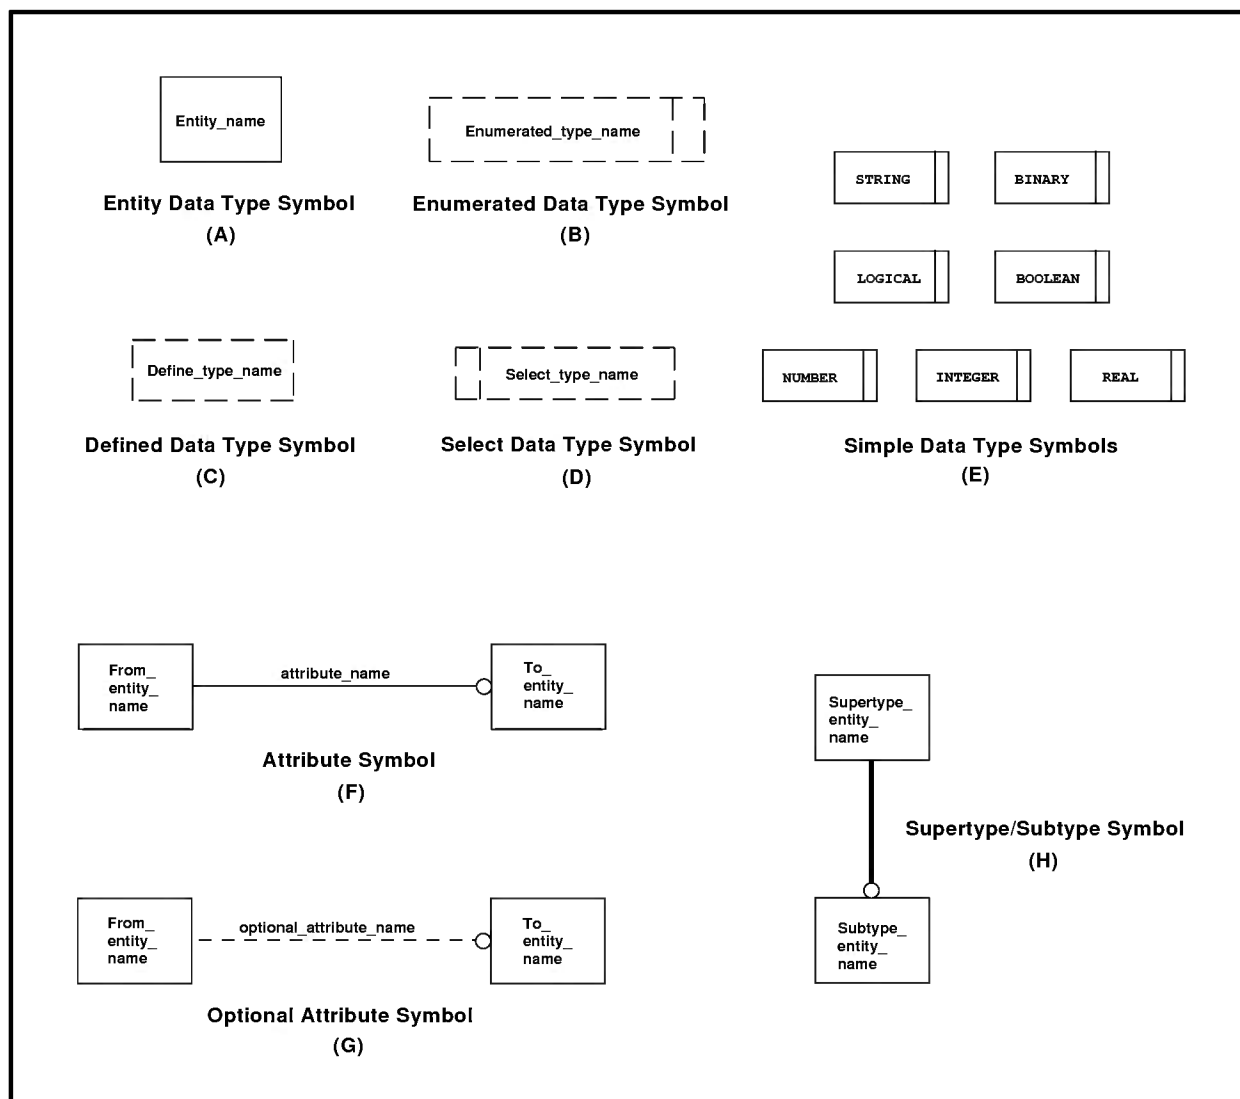 Entity_name
Entity Data Type Symbol
(A)
Enumerated_type_name
Enumerated Data Type Symbol
(B)
Define_type_name
Defined Data Type Symbol
(C)
Select_type_name
Select Data Type Symbol
(D)
STRING
BINARY
LOGICAL
BOOLEAN
NUMBER
INTEGER
REAL
Simple Data Type Symbols
(E)
From_
entity_
name
attribute_name
To_
entity_
name
Attribute Symbol
(F)
From_
entity_
name
optional_attribute_name
To_
entity_
name
Optional Attribute Symbol
(G)
Supertype_
entity_
name
Supertype/Subtype Symbol
(H)
Subtype_
entity_
name